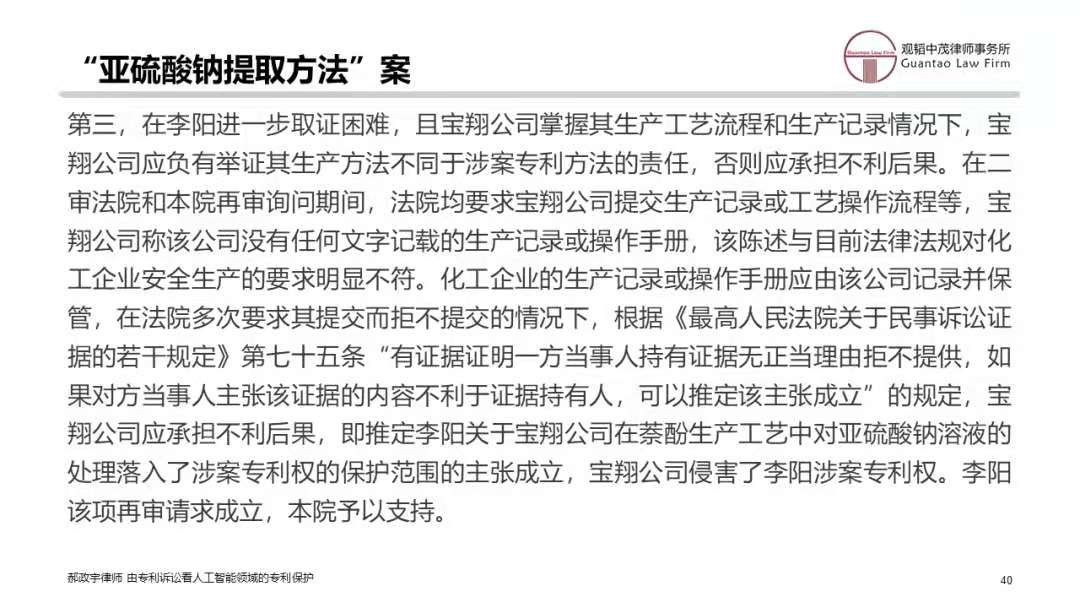 “亚硫酸钠提取方法”案
观韬中茂律师事务所
Guantao Law Firm
Guantao Law Firm
第三，在李阳进一步取证困难，且宝翔公司掌握其生产工艺流程和生产记录情况下，宝
翔公司应负有举证其生产方法不同于涉案专利方法的责任，否则应承担不利后果。在二
审法院和本院再审询问期间，法院均要求宝翔公司提交生产记录或工艺操作流程等，宝
翔公司称该公司没有任何文字记载的生产记录或操作手册，该陈述与目前法律法规对化
工企业安全生产的要求明显不符。化工企业的生产记录或操作手册应由该公司记录并保
管，在法院多次要求其提交而拒不提交的情况下，根据《最高人民法院关于民事诉讼证
据的若干规定》第七十五条“有证据证明一方当事人持有证据无正当理由拒不提供，如
果对方当事人主张该证据的内容不利于证据持有人，可以推定该主张成立”的规定，宝
翔公司应承担不利后果，即推定李阳关于宝翔公司在萘酚生产工艺中对亚硫酸钠溶液的
处理落入了涉案专利权的保护范围的主张成立，宝翔公司侵害了李阳涉案专利权。李阳
该项再审请求成立，本院予以支持。
郝政宇律师 由专利诉讼看人工智能领域的专利保护
40